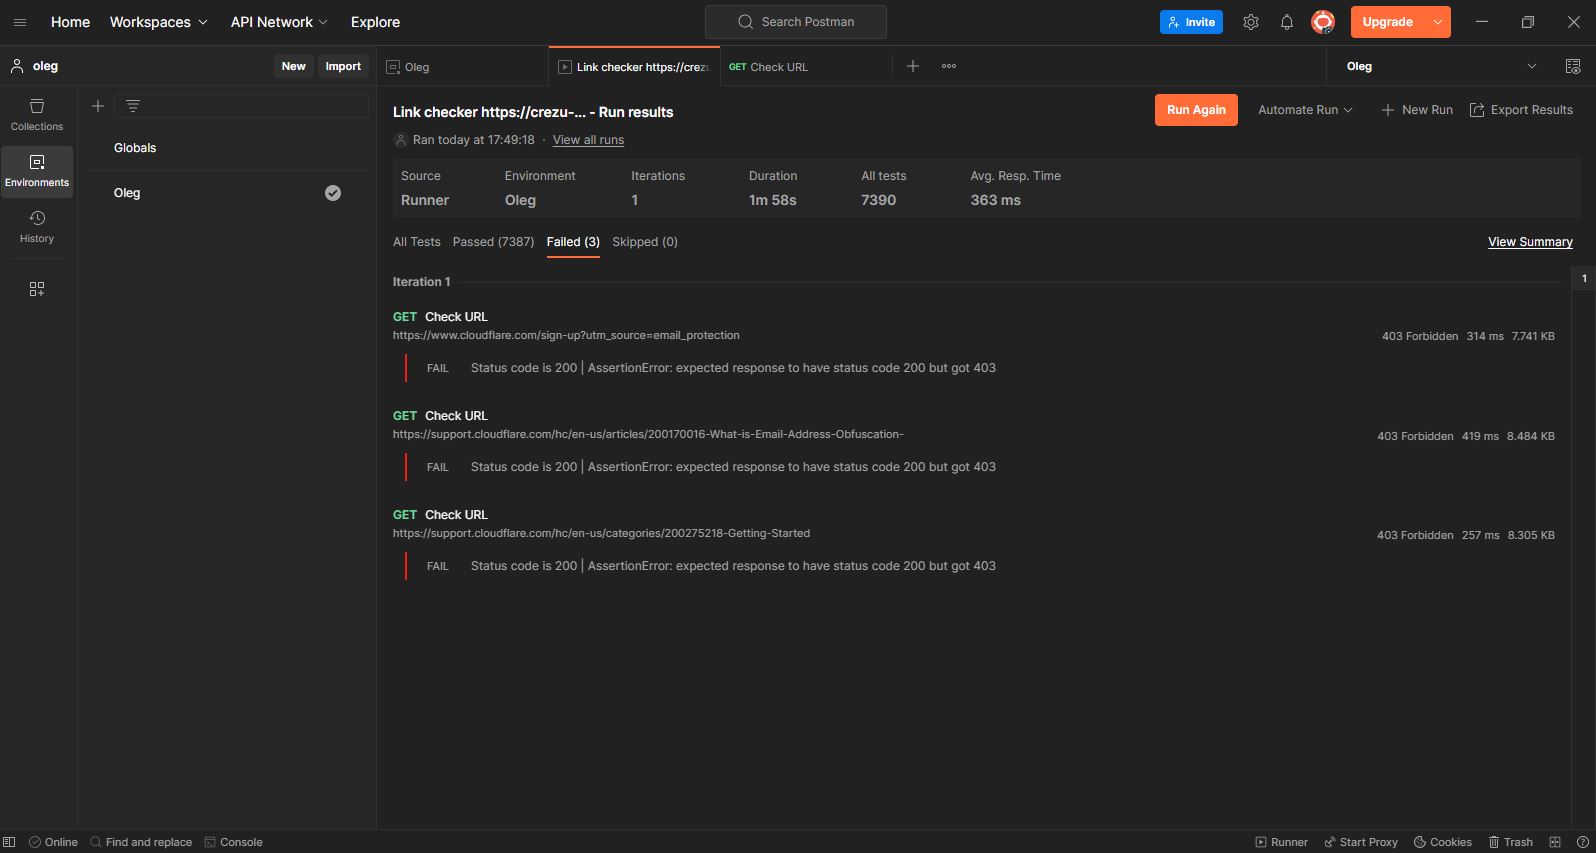 Home Workspaces API Network Explore Search Postman Invite Upgrade
oleg New Import Oleg Link checker https://crezu GET Check URL Oleg
Collections
Environments
History
Globals
Oleg
Link checker https://crezu-... - Run results Run Again Automate Run New Run Export Results
Ran today at 17:49:18 · View all runs
Source Environment Iterations Duration All tests Avg. Resp. Time
Runner Oleg 1 1m 58s 7390 363 ms
All Tests Passed (7387) Failed (3) Skipped (0) View Summary
Iteration 1 1
GET Check URL
https://www.cloudflare.com/sign-up?utm_source=email_protection 403 Forbidden 314 ms 7.741 KB
FAIL Status code is 200 | AssertionError: expected response to have status code 200 but got 403
GET Check URL
https://support.cloudflare.com/hc/en-us/articles/200170016-What-is-Email-Address-Obfuscation- 403 Forbidden 419 ms 8.484 KB
FAIL Status code is 200 | AssertionError: expected response to have status code 200 but got 403
GET Check URL
https://support.cloudflare.com/hc/en-us/categories/200275218-Getting-Started 403 Forbidden 257 ms 8.305 KB
FAIL Status code is 200 | AssertionError: expected response to have status code 200 but got 403
Online Find and replace Console Runner Start Proxy Cookies Trash